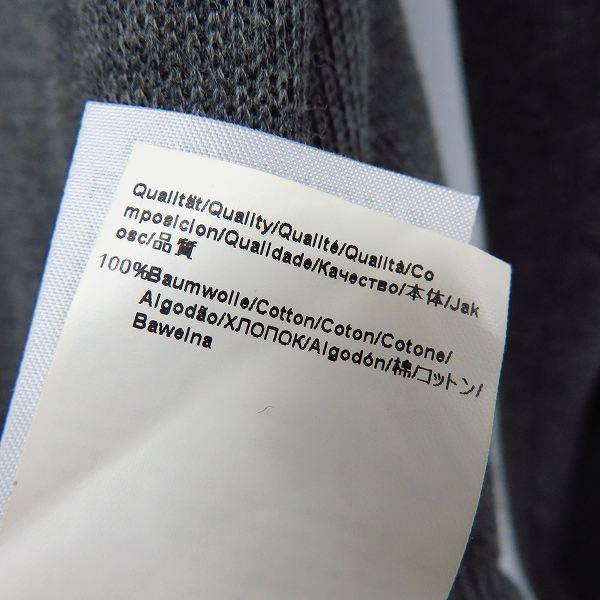 Qualität/Quality/Qualité/Qualità/Co
mposicion/Qualidade/Качество/本体/Jak
osc/品質
100%Baumwolle/Cotton/Coton/Cotone/
Algodão/ХЛОПОК/Algodón/棉/コットン/
Bawelna